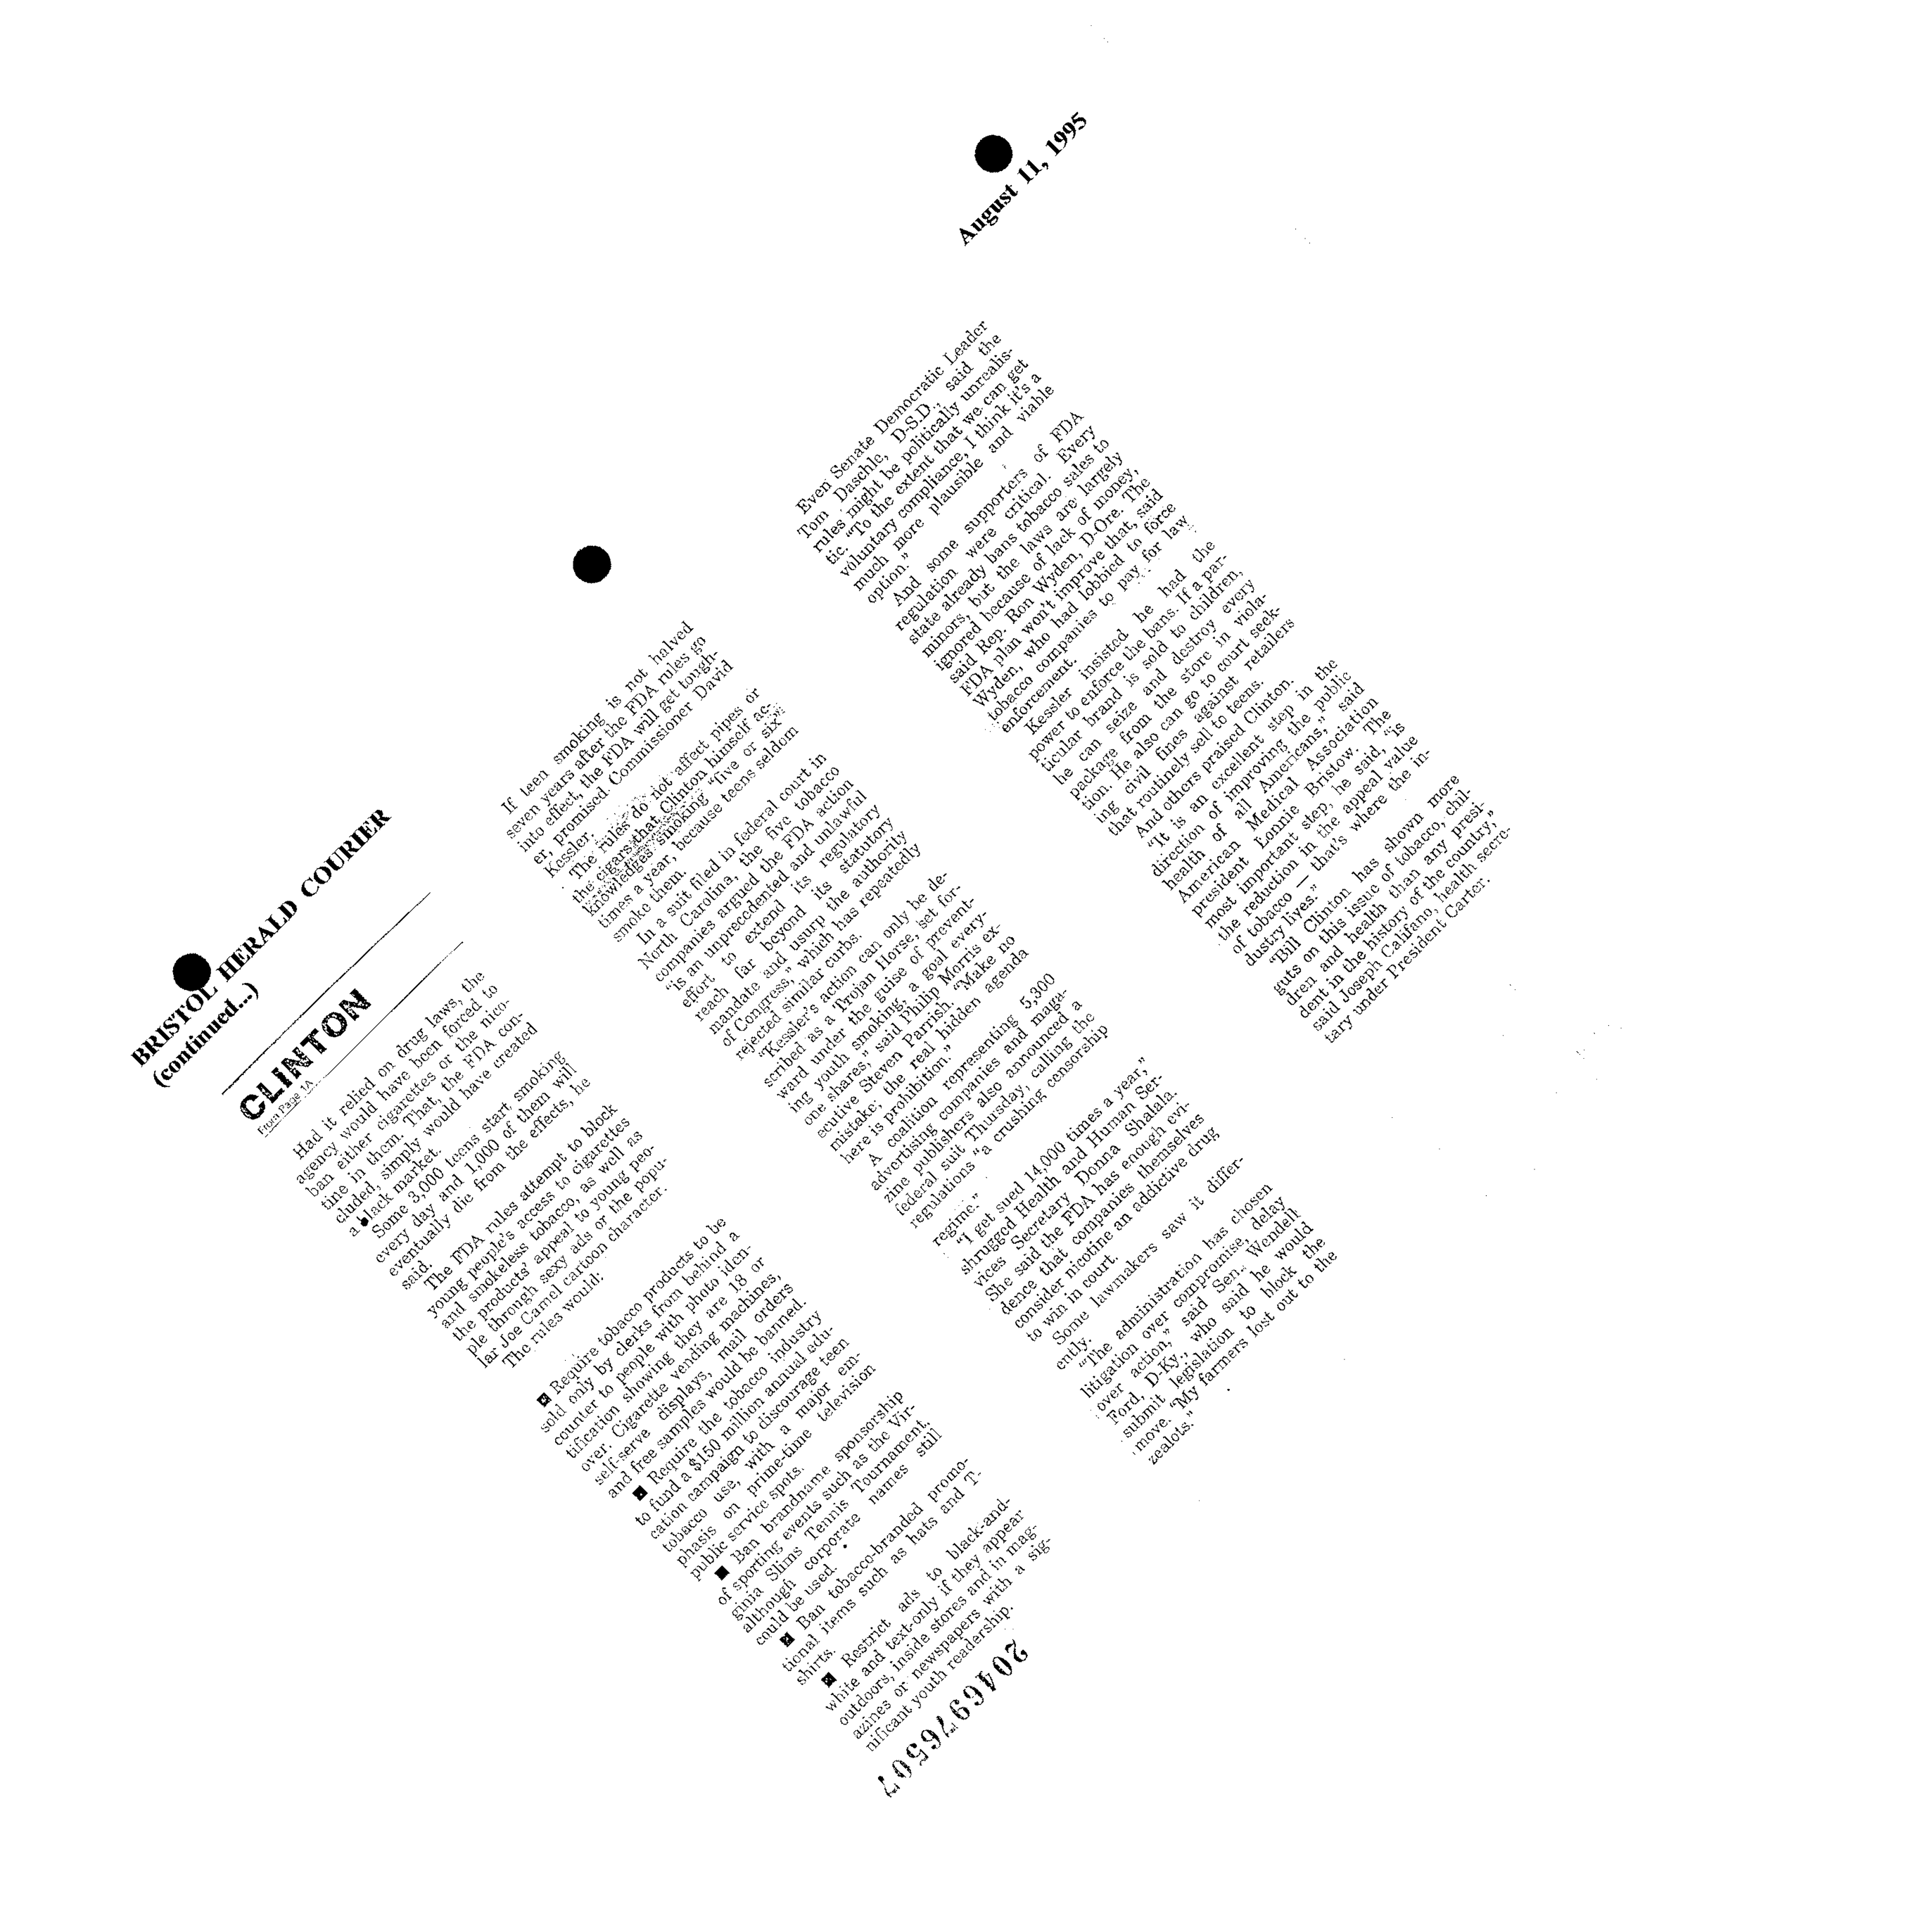 BRISTOL HERALD COURIER
(continued...)
August 11, 1995
CLINTON
From Page 1A
Had it relied on drug laws, the
agency would have been forced to
ban either cigarettes or the nico-
tine in them. That, the FDA con-
cluded, simply would have created
a black market.
Some 3,000 teens start smoking
every day and 1,000 of them will
eventually die from the effects, he
said.
The FDA rules attempt to block
young people's access to cigarettes
and smokeless tobacco, as well as
the products' appeal to young peo-
ple through sexy ads or the popu-
lar Joe Camel cartoon character.
The rules would:
■ Require tobacco products to be
sold only by clerks from behind a
counter to people with photo iden-
tification showing they are 18 or
over. Cigarette vending machines,
self-serve displays, mail orders
and free samples would be banned.
■ Require the tobacco industry
to fund a $150 million annual edu-
cation campaign to discourage teen
tobacco use, with a major em-
phasis on prime-time television
public service spots.
■ Ban brandname sponsorship
of sporting events such as the Vir-
ginia Slims Tennis Tournament,
although corporate names still
could be used.
■ Ban tobacco-branded promo-
tional items such as hats and T-
shirts.
■ Restrict ads to black-and-
white and text-only if they appear
outdoors, inside stores and in mag-
azines or newspapers with a sig-
nificant youth readership.
If teen smoking is not halved
seven years after the FDA rules go
into effect, the FDA will get tough-
er, promised Commissioner David
Kessler.
The rules do not affect pipes or
the cigars that Clinton himself ac-
knowledges smoking "five or six"
times a year, because teens seldom
smoke them.
In a suit filed in federal court in
North Carolina, the five tobacco
companies argued the FDA action
"is an unprecedented and unlawful
effort to extend its regulatory
reach far beyond its statutory
mandate and usurp the authority
of Congress," which has repeatedly
rejected similar curbs.
"Kessler's action can only be de-
scribed as a Trojan Horse, set for-
ward under the guise of prevent-
ing youth smoking, a goal every-
one shares," said Philip Morris ex-
ecutive Steven Parrish. "Make no
mistake; the real hidden agenda
here is prohibition."
A coalition representing 5,300
advertising companies and maga-
zine publishers also announced a
federal suit Thursday, calling the
regulations "a crushing censorship
regime."
"I get sued 14,000 times a year,"
shrugged Health and Human Ser-
vices Secretary Donna Shalala.
She said the FDA has enough evi-
dence that companies themselves
consider nicotine an addictive drug
to win in court.
Some lawmakers saw it differ-
ently.
"The administration has chosen
litigation over compromise, delay
over action," said Sen. Wendell
Ford, D-Ky., who said he would
submit legislation to block the
move. "My farmers lost out to the
zealots."
Even Senate Democratic Leader
Tom Daschle, D-S.D., said the
rules might be politically unrealis-
tic. "To the extent that we can get
voluntary compliance, I think it's a
much more plausible and viable
option."
And some supporters of FDA
regulation were critical. Every
state already bans tobacco sales to
minors, but the laws are largely
ignored because of lack of money,
said Rep. Ron Wyden, D-Ore. The
FDA plan won't improve that, said
Wyden, who had lobbied to force
tobacco companies to pay for law
enforcement.
Kessler insisted he had the
power to enforce the bans. If a par-
ticular brand is sold to children,
he can seize and destroy every
package from the store in viola-
tion. He also can go to court seek-
ing civil fines against retailers
that routinely sell to teens.
And others praised Clinton.
"It is an excellent step in the
direction of improving the public
health of all Americans," said
American Medical Association
president Lonnie Bristow. The
most important step, he said, "is
the reduction in the appeal value
of tobacco — that's where the in-
dustry lives."
"Bill Clinton has shown more
guts on this issue of tobacco, chil-
dren and health than any presi-
dent in the history of the country,"
said Joseph Califano, health secre-
tary under President Carter.
2046976507